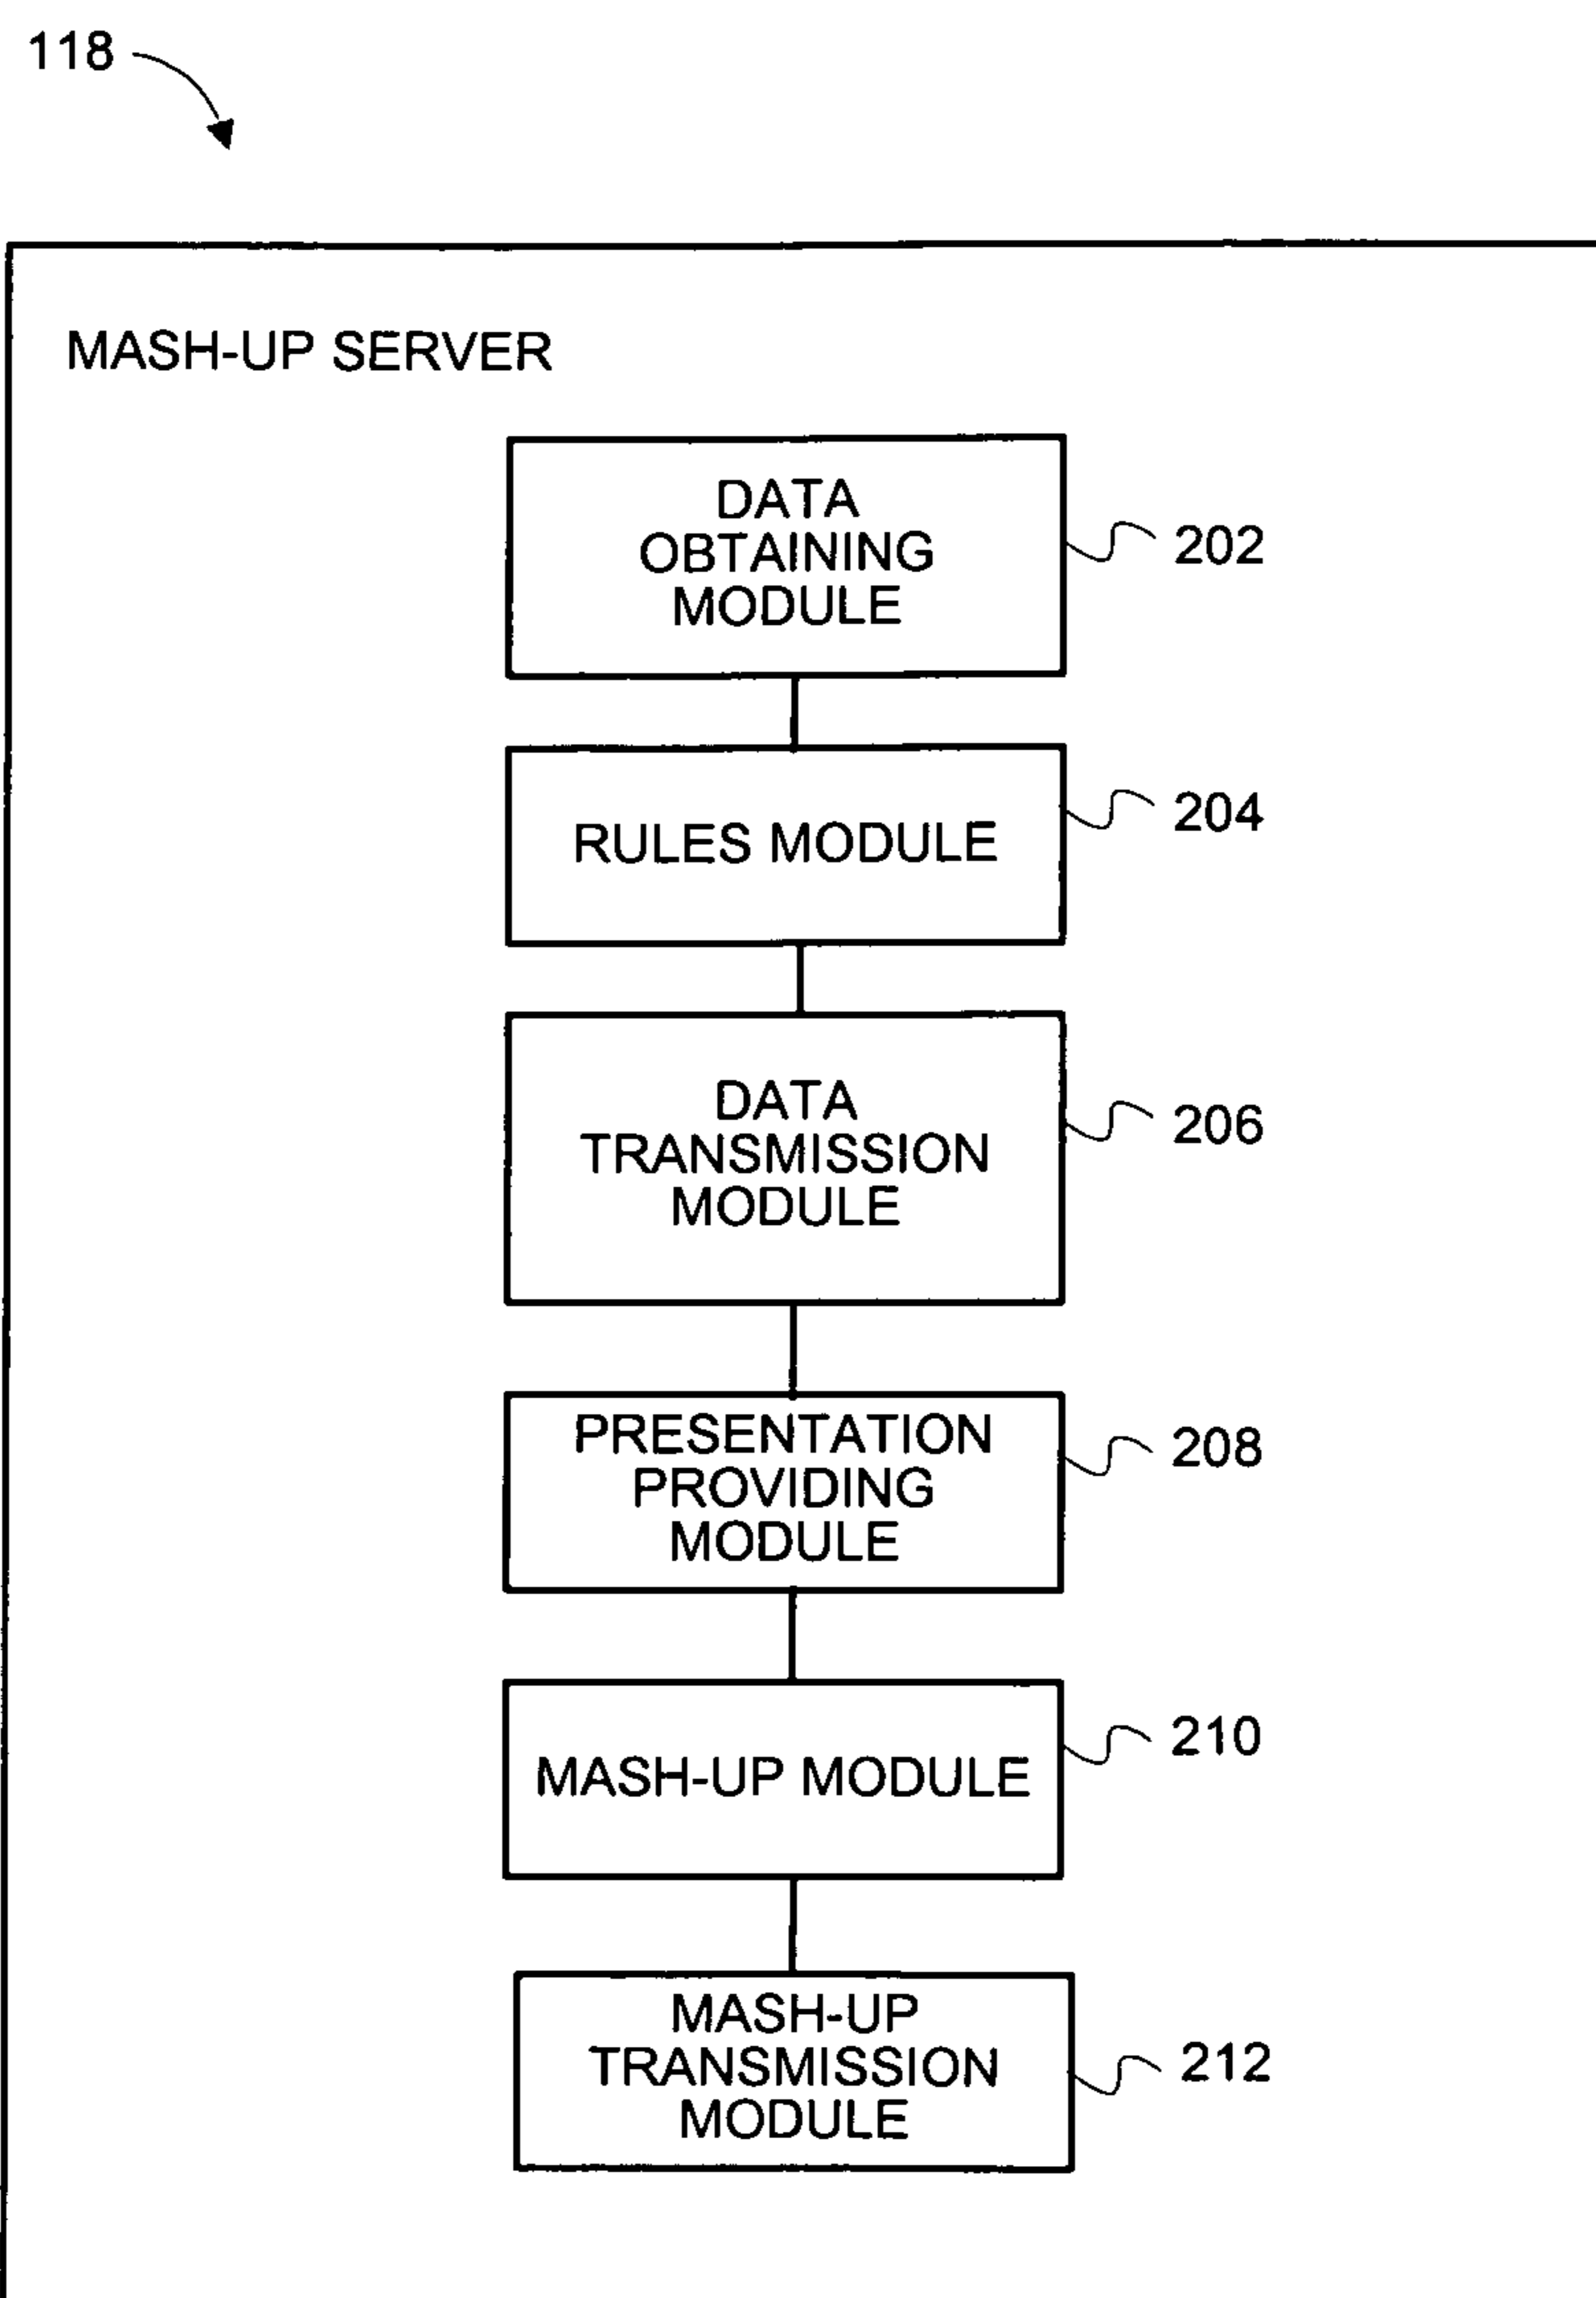 118
MASH-UP SERVER
DATA
OBTAINING
MODULE
202
RULES MODULE
204
DATA
TRANSMISSION
MODULE
206
PRESENTATION
PROVIDING
MODULE
208
MASH-UP MODULE
210
MASH-UP
TRANSMISSION
MODULE
212